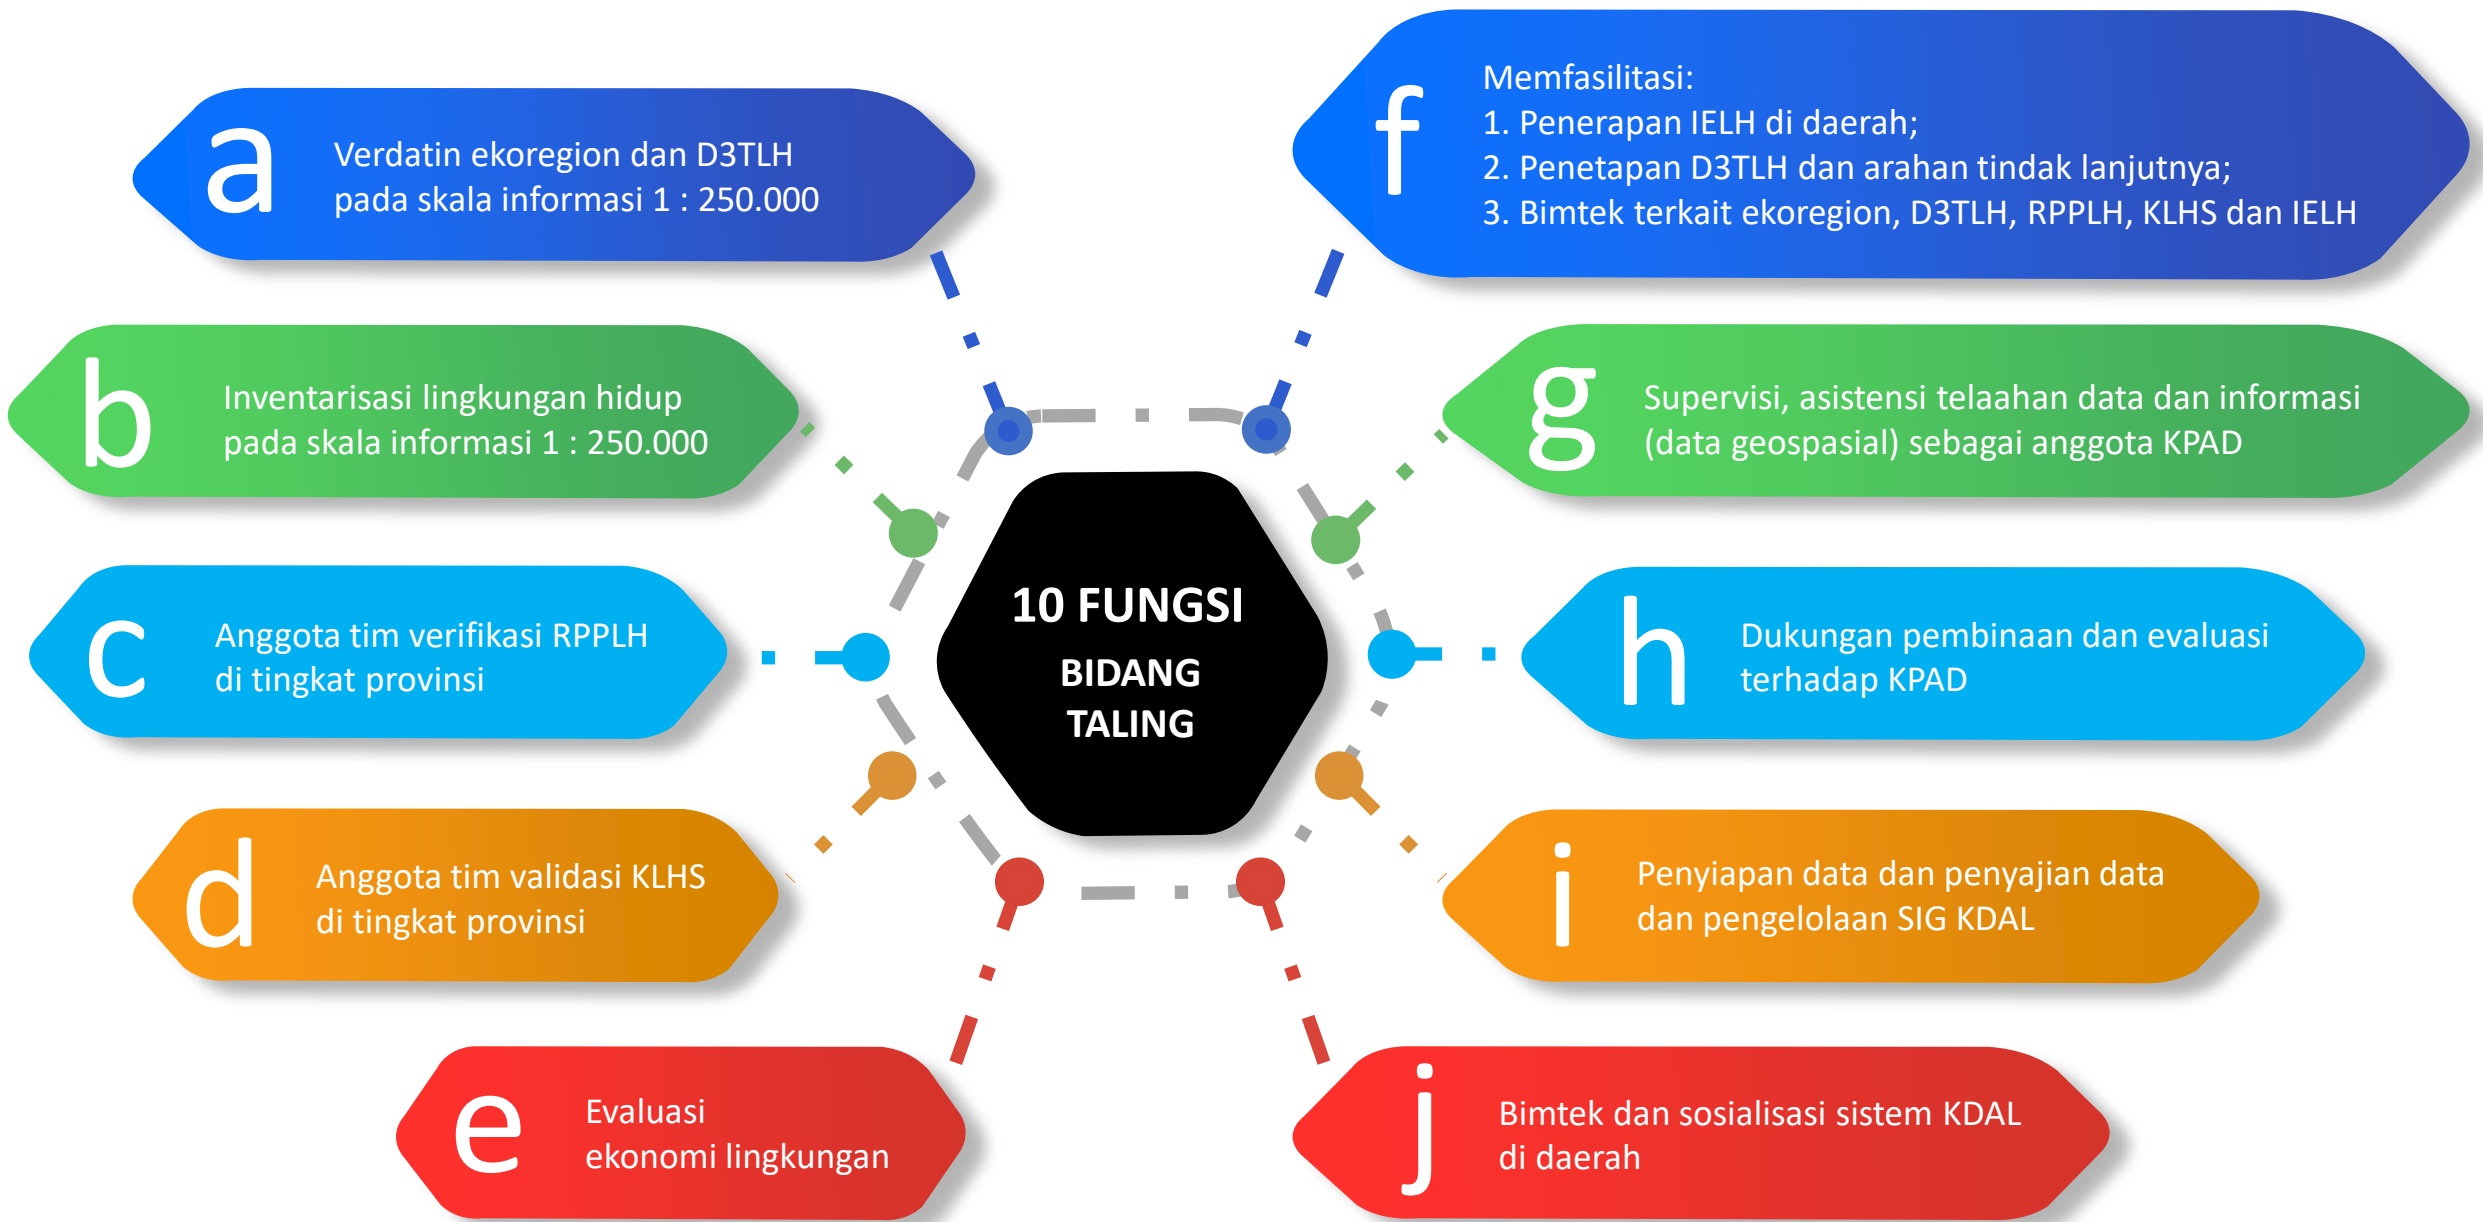 a
Verdatin ekoregion dan D3TLH
pada skala informasi 1 : 250.000
b
Inventarisasi lingkungan hidup
pada skala informasi 1 : 250.000
c
Anggota tim verifikasi RPPLH
di tingkat provinsi
d
Anggota tim validasi KLHS
di tingkat provinsi
e
Evaluasi
ekonomi lingkungan
10 FUNGSI
BIDANG
TALING
f
Memfasilitasi:
1. Penerapan IELH di daerah;
2. Penetapan D3TLH dan arahan tindak lanjutnya;
3. Bimtek terkait ekoregion, D3TLH, RPPLH, KLHS dan IELH
g
Supervisi, asistensi telaahan data dan informasi
(data geospasial) sebagai anggota KPAD
h
Dukungan pembinaan dan evaluasi
terhadap KPAD
i
Penyiapan data dan penyajian data
dan pengelolaan SIG KDAL
j
Bimtek dan sosialisasi sistem KDAL
di daerah